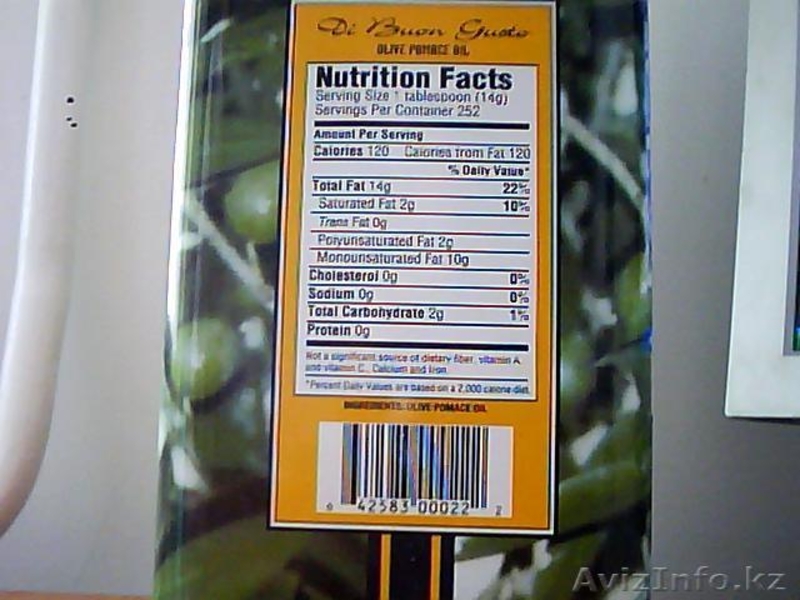 Di Buon Gusto
OLIVE POMACE OIL
Nutrition Facts
Serving Size 1 tablespoon (14g)
Servings Per Container 252
Amount Per Serving
Calories 120 Calories from Fat 120
% Daily Value*
Total Fat 14g 22%
Saturated Fat 2g 10%
Trans Fat 0g
Polyunsaturated Fat 2g
Monounsaturated Fat 10g
Cholesterol 0g 0%
Sodium 0g 0%
Total Carbohydrate 2g 1%
Protein 0g
Not a significant source of dietary fiber, vitamin A
and vitamin C, Calcium and Iron.
*Percent Daily Values are based on a 2,000 calorie diet.
INGREDIENTS: OLIVE POMACE OIL
0 42583 00022 2
AvizInfo.kz